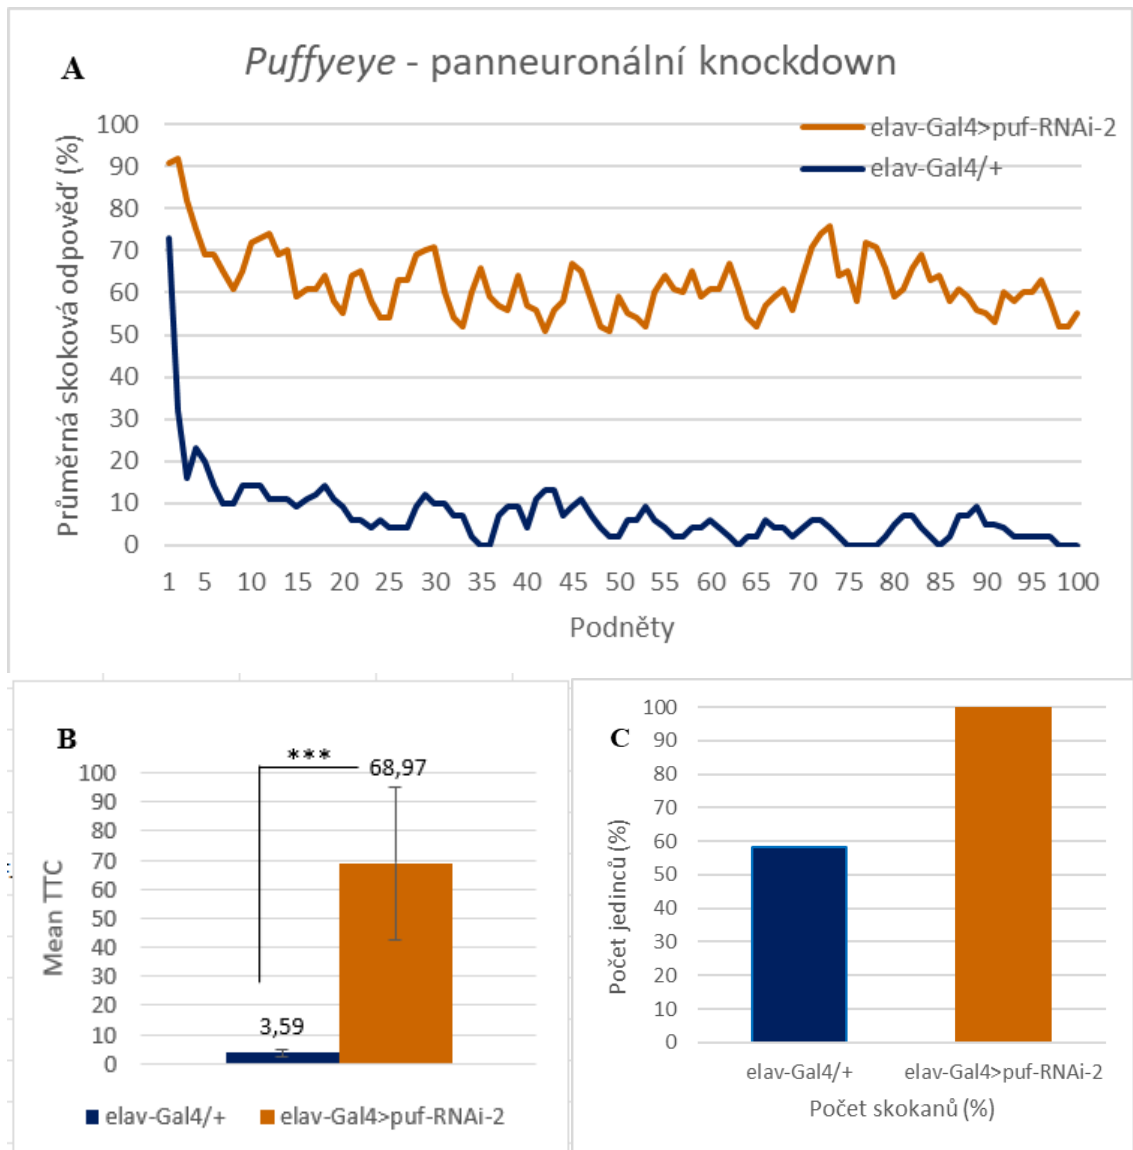 A
Puffyeye - panneuronální knockdown
elav-Gal4>puf-RNAi-2
elav-Gal4/+
Průměrná skoková odpověď (%)
100
90
80
70
60
50
40
30
20
10
0
1 5 10 15 20 25 30 35 40 45 50 55 60 65 70 75 80 85 90 95 100
Podněty
B
***
68,97
3,59
Mean TTC
100
90
80
70
60
50
40
30
20
10
0
elav-Gal4/+ elav-Gal4>puf-RNAi-2
C
Počet jedinců (%)
100
90
80
70
60
50
40
30
20
10
0
elav-Gal4/+ elav-Gal4>puf-RNAi-2
Počet skokanů (%)